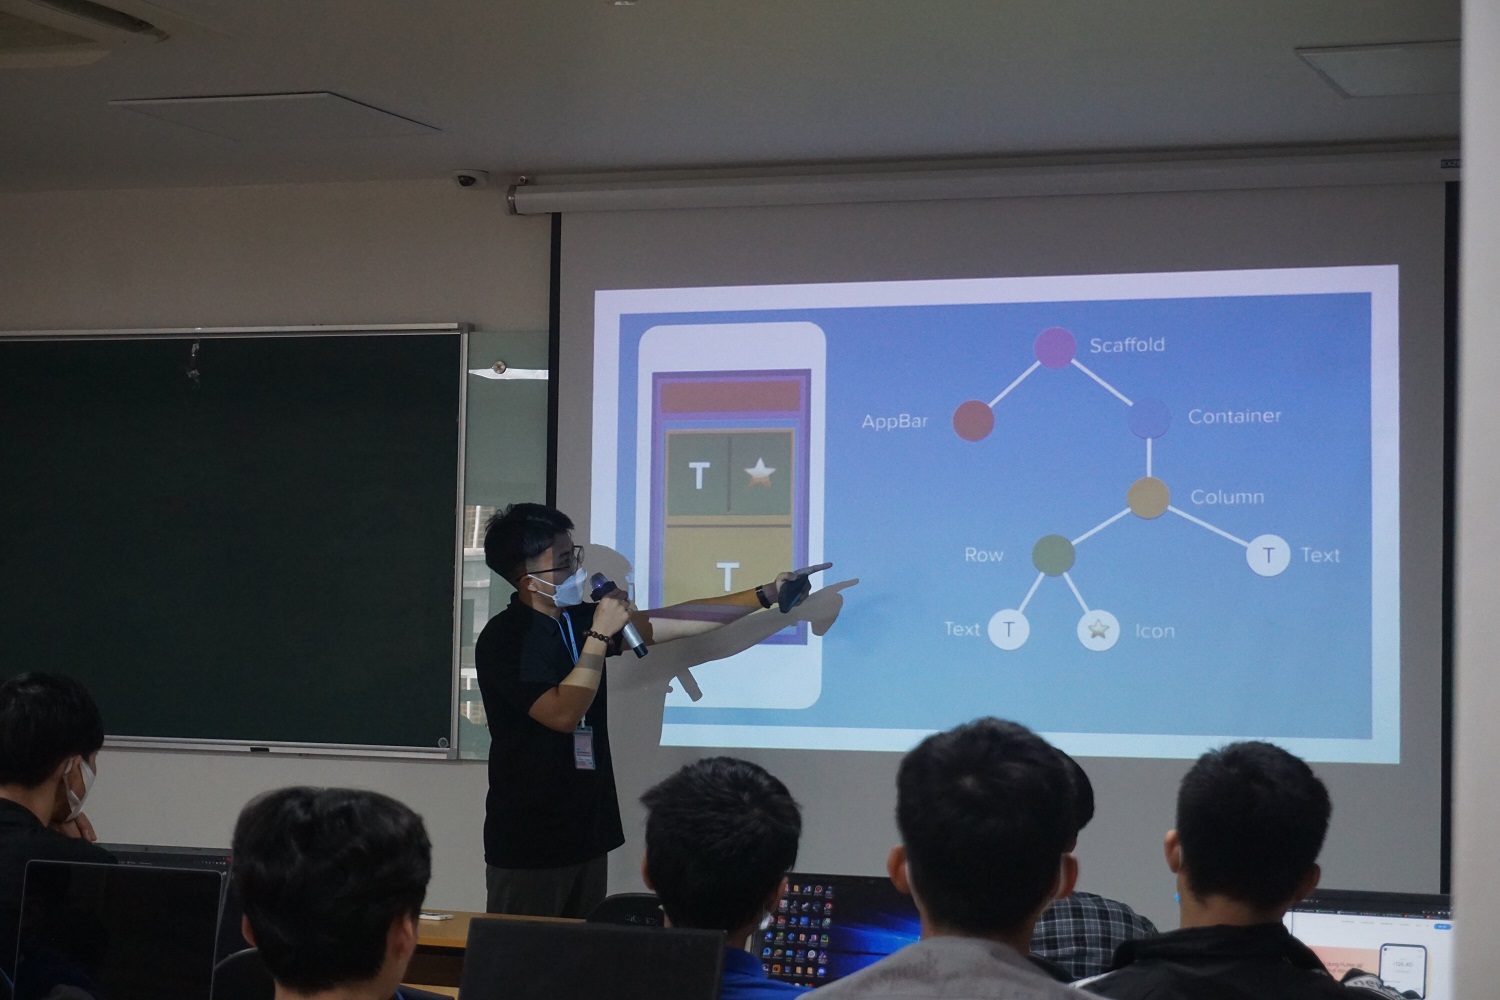 Scaffold
AppBar
Container
T
Column
T
Row
T
Text
Text
T
Icon